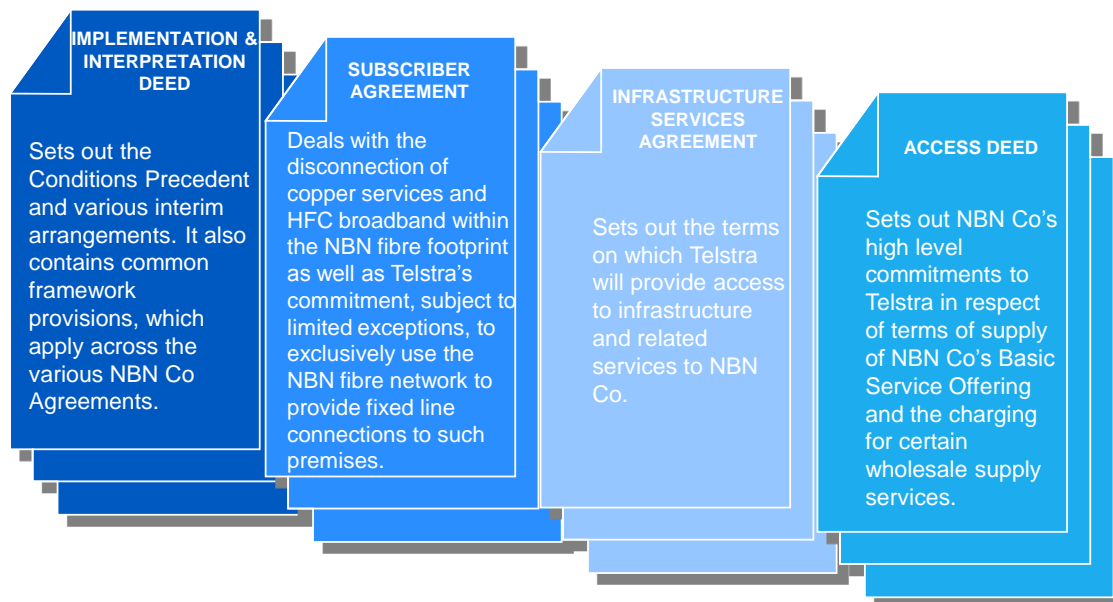 IMPLEMENTATION &
INTERPRETATION
DEED
Sets out the
Conditions Precedent
and various interim
arrangements. It also
contains common
framework
provisions, which
apply across the
various NBN Co
Agreements.
SUBSCRIBER
AGREEMENT
Deals with the
disconnection of
copper services and
HFC broadband within
the NBN fibre footprint
as well as Telstra’s
commitment, subject to
limited exceptions, to
exclusively use the
NBN fibre network to
provide fixed line
connections to such
premises.
INFRASTRUCTURE
SERVICES
AGREEMENT
Sets out the terms
on which Telstra
will provide access
to infrastructure
and related
services to NBN
Co.
ACCESS DEED
Sets out NBN Co’s
high level
commitments to
Telstra in respect
of terms of supply
of NBN Co’s Basic
Service Offering
and the charging
for certain
wholesale supply
services.